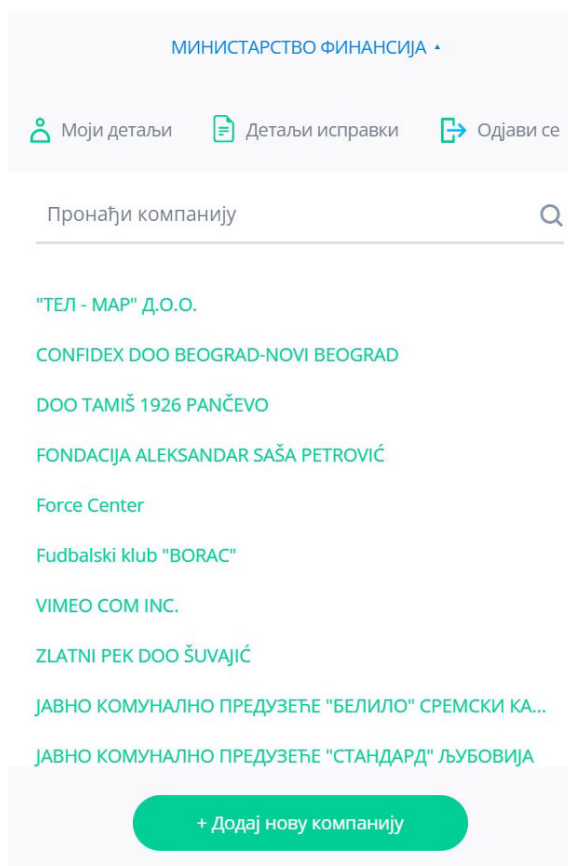 МИНИСТАРСТВО ФИНАНСИЈА
Моји детаљи Детаљи исправки Одјави се
Пронађи компанију
"ТЕЛ - МАР" Д.О.О.
CONFIDEX DOO BEOGRAD-NOVI BEOGRAD
DOO TAMIŠ 1926 PANČEVO
FONDACIJA ALEKSANDAR SAŠA PETROVIĆ
Force Center
Fudbalski klub "BORAC"
VIMEO COM INC.
ZLATNI PEK DOO ŠUVAJIĆ
ЈАВНО КОМУНАЛНО ПРЕДУЗЕЋЕ "БЕЛИЛО" СРЕМСКИ КА...
ЈАВНО КОМУНАЛНО ПРЕДУЗЕЋЕ "СТАНДАРД" ЉУБОВИЈА
+ Додај нову компанију